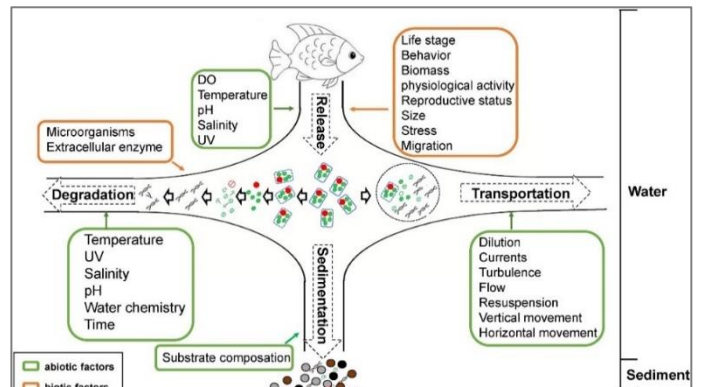 DO
Temperature
pH
Salinity
UV
Life stage
Behavior
Biomass
physiological activity
Reproductive status
Size
Stress
Migration
Release
Microorganisms
Extracellular enzyme
Degradation
Transportation
Water
Temperature
UV
Salinity
pH
Water chemistry
Time
Sedimentation
Dilution
Currents
Turbulence
Flow
Resuspension
Vertical movement
Horizontal movement
Substrate composation
Sediment
abiotic factors
biotic factors